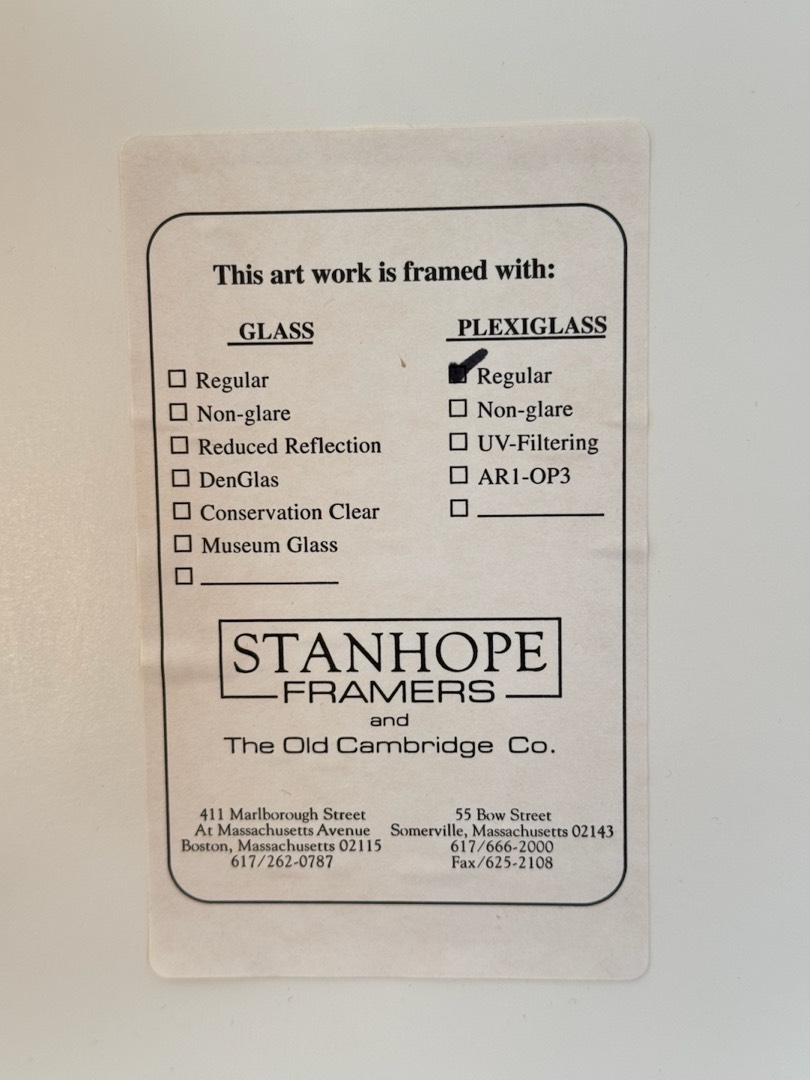 This art work is framed with:
GLASS
☐ Regular
☐ Non-glare
☐ Reduced Reflection
☐ DenGlas
☐ Conservation Clear
☐ Museum Glass
☐ ____________
PLEXIGLASS
☑ Regular
☐ Non-glare
☐ UV-Filtering
☐ AR1-OP3
☐ ____________
STANHOPE
FRAMERS
and
The Old Cambridge Co.
411 Marlborough Street
At Massachusetts Avenue
Boston, Massachusetts 02115
617/262-0787
55 Bow Street
Somerville, Massachusetts 02143
617/666-2000
Fax/625-2108